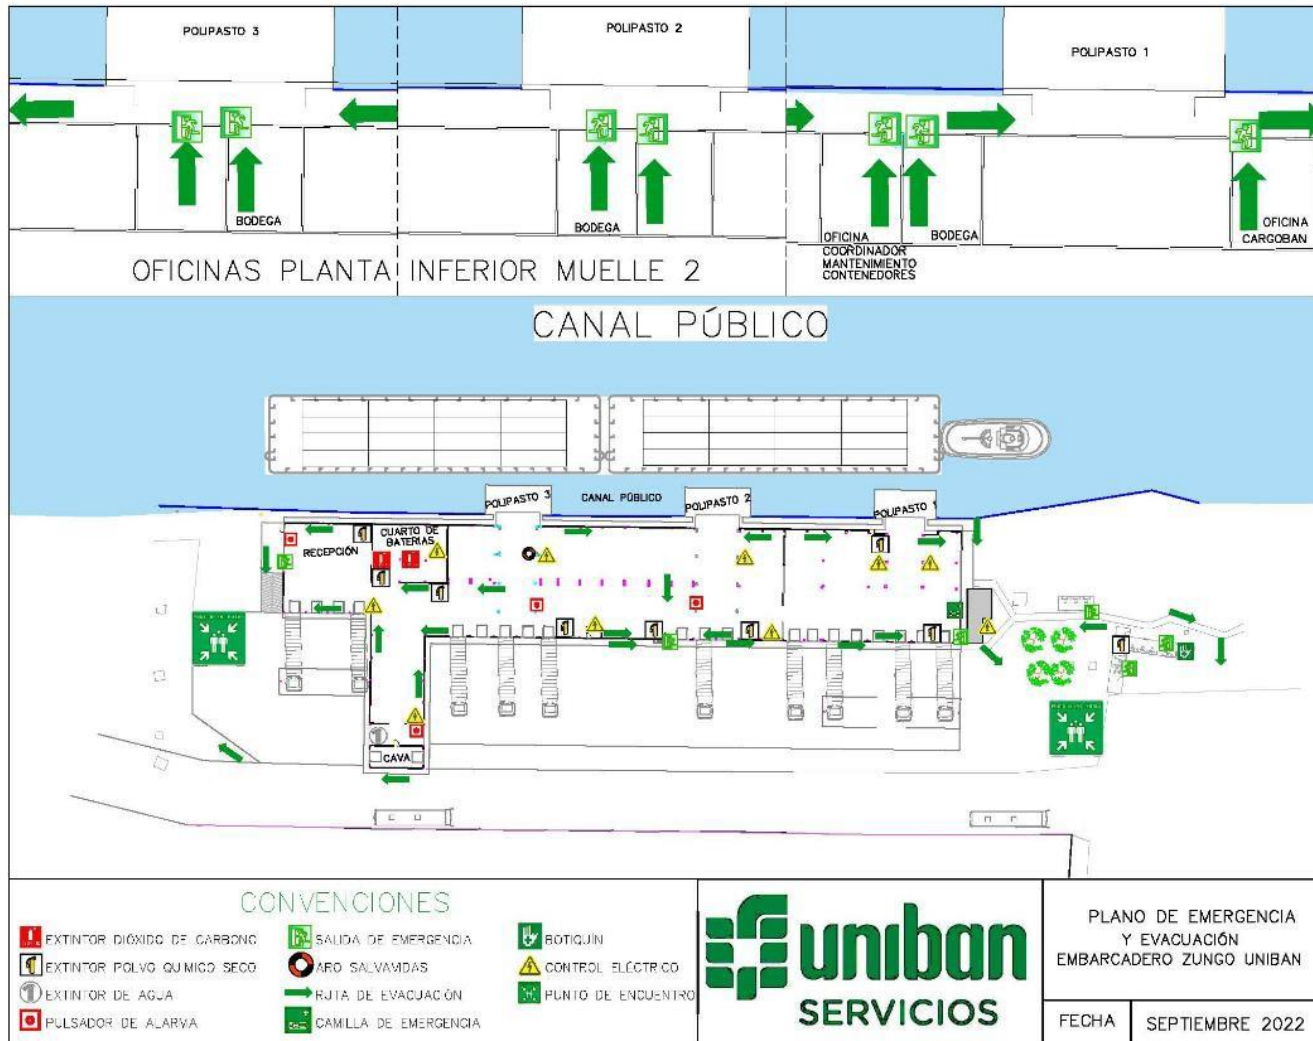 POLIPASTO 3
POLIPASTO 2
POLIPASTO 1
BODEGA
BODEGA
OFICINA
COORDINADOR
MANTENIMIENTO
CONTENEDORES
BODEGA
OFICINA
CARGOBAN
OFICINAS PLANTA INFERIOR MUELLE 2
CANAL PÚBLICO
POLIPASTO 3
CANAL PÚBLICO
POLIPASTO 2
POLIPASTO 1
RECEPCIÓN
CUARTO DE
BATERIAS
CAVA
CONVENCIONES
EXTINTOR DIÓXIDO DE CARBONO
EXTINTOR POLVO QUIMICO SECO
EXTINTOR DE AGUA
PULSADOR DE ALARMA
SALIDA DE EMERGENCIA
ARO SALVAVIDAS
RUTA DE EVACUACIÓN
CAMILLA DE EMERGENCIA
BOTIQUÍN
CONTROL ELÉCTRICO
PUNTO DE ENCUENTRO
uniban
SERVICIOS
PLANO DE EMERGENCIA
Y EVACUACIÓN
EMBARCADERO ZUNGO UNIBAN
FECHA
SEPTIEMBRE 2022